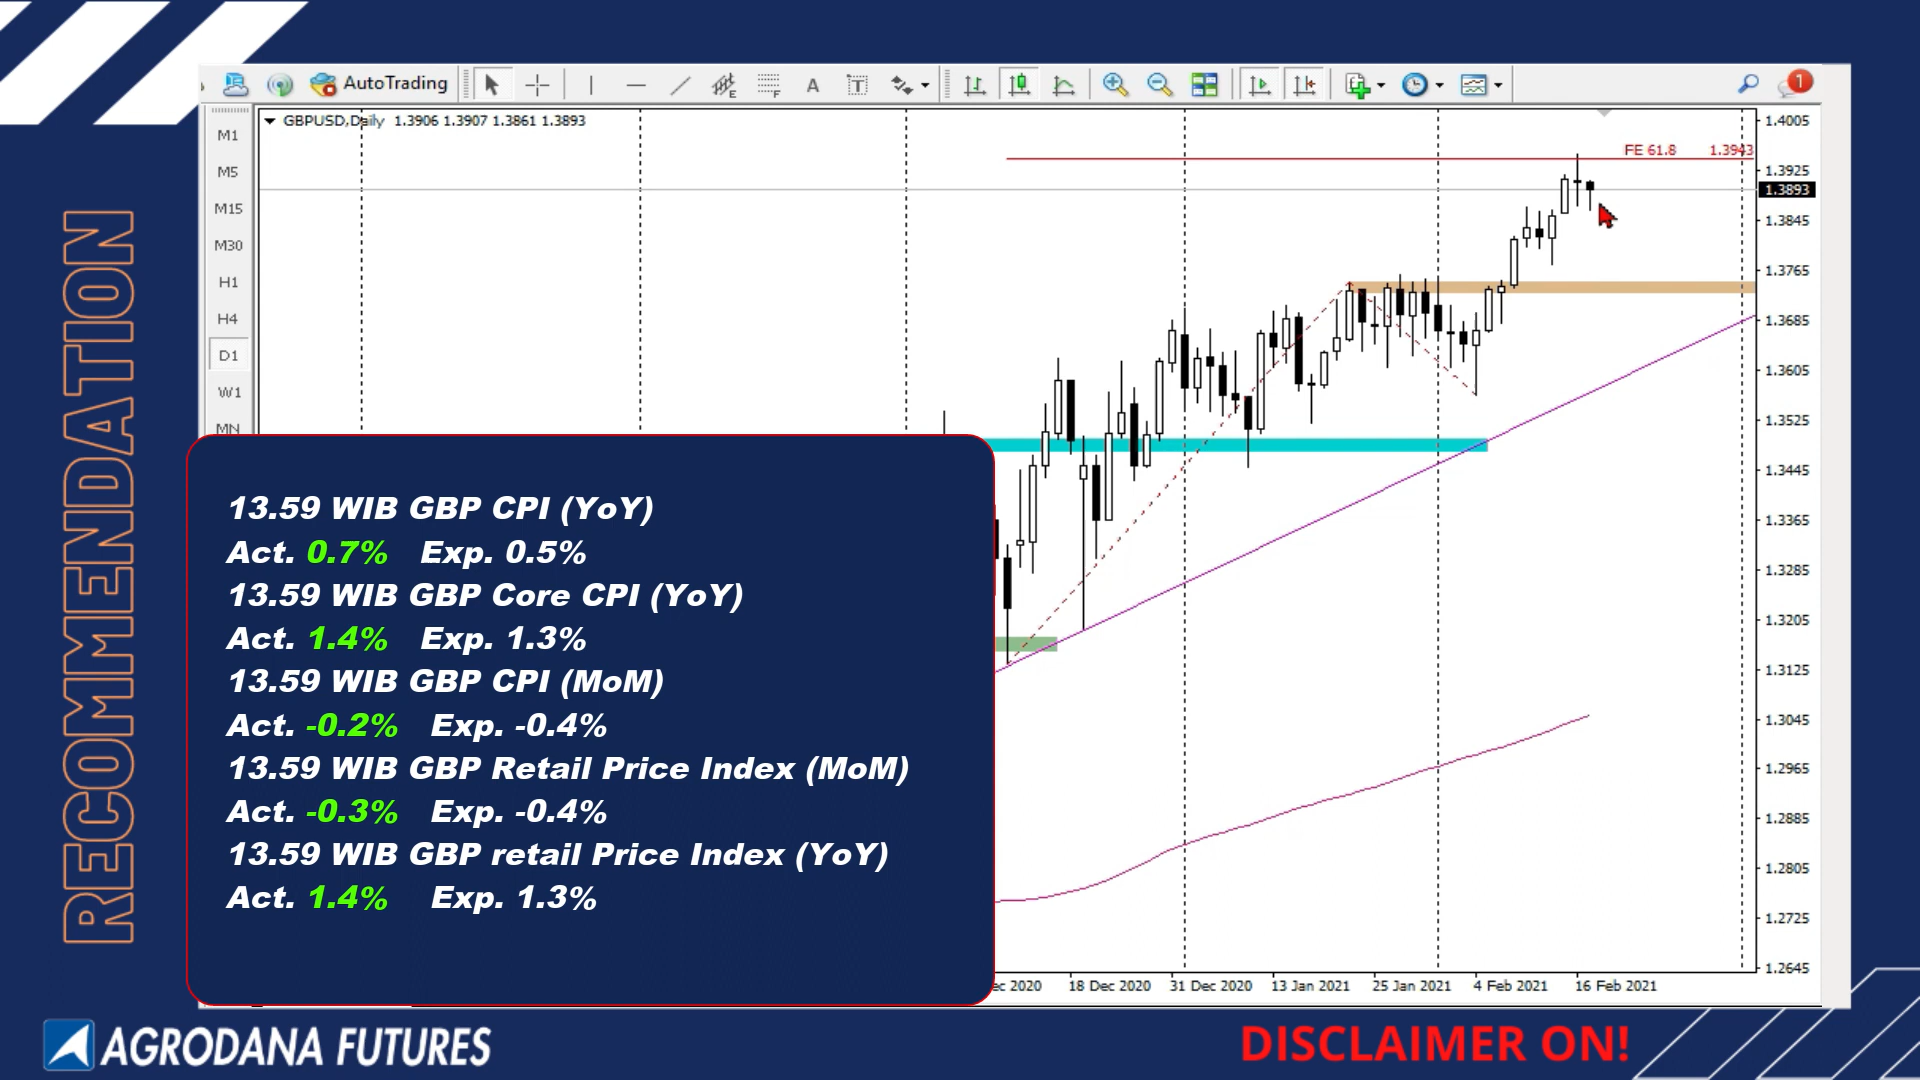 AutoTrading
E
F
A
T
1
GBPUSD,Daily 1.3906 1.3907 1.3861 1.3893
M1
M5
M15
M30
H1
H4
D1
W1
MN
FE 61.8 1.3943
1.4005
1.3925
1.3893
1.3845
1.3765
1.3685
1.3605
1.3525
1.3445
1.3365
1.3285
1.3205
1.3125
1.3045
1.2965
1.2885
1.2805
1.2725
1.2645
RECOMMENDATION
13.59 WIB GBP CPI (YoY)
Act. 0.7% Exp. 0.5%
13.59 WIB GBP Core CPI (YoY)
Act. 1.4% Exp. 1.3%
13.59 WIB GBP CPI (MoM)
Act. -0.2% Exp. -0.4%
13.59 WIB GBP Retail Price Index (MoM)
Act. -0.3% Exp. -0.4%
13.59 WIB GBP retail Price Index (YoY)
Act. 1.4% Exp. 1.3%
ec 2020 18 Dec 2020 31 Dec 2020 13 Jan 2021 25 Jan 2021 4 Feb 2021 16 Feb 2021
AGRODANA FUTURES
DISCLAIMER ON!